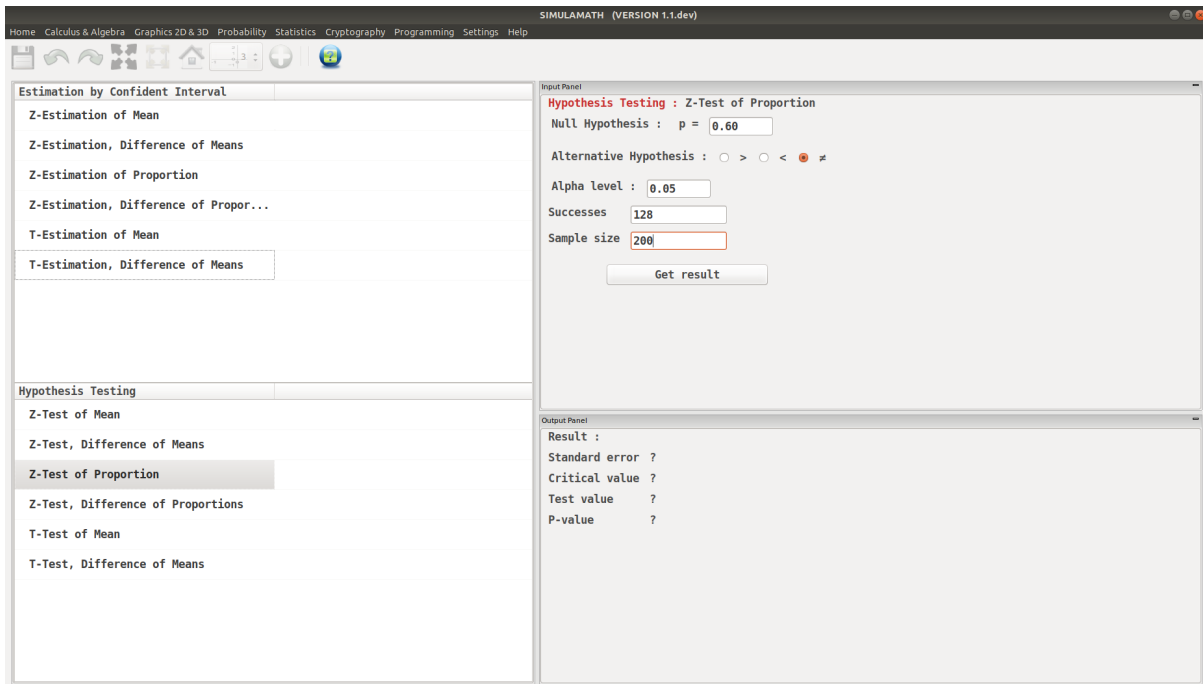 SIMULAMATH (VERSION 1.1.dev)
Home Calculus & Algebra Graphics 2D & 3D Probability Statistics Cryptography Programming Settings Help
3
Estimation by Confident Interval
Z-Estimation of Mean
Z-Estimation, Difference of Means
Z-Estimation of Proportion
Z-Estimation, Difference of Propor...
T-Estimation of Mean
T-Estimation, Difference of Means
Hypothesis Testing
Z-Test of Mean
Z-Test, Difference of Means
Z-Test of Proportion
Z-Test, Difference of Proportions
T-Test of Mean
T-Test, Difference of Means
Input Panel
Hypothesis Testing : Z-Test of Proportion
Null Hypothesis : p = 0.60
Alternative Hypothesis : > < ≠
Alpha level : 0.05
Successes 128
Sample size 200
Get result
Output Panel
Result :
Standard error ?
Critical value ?
Test value ?
P-value ?